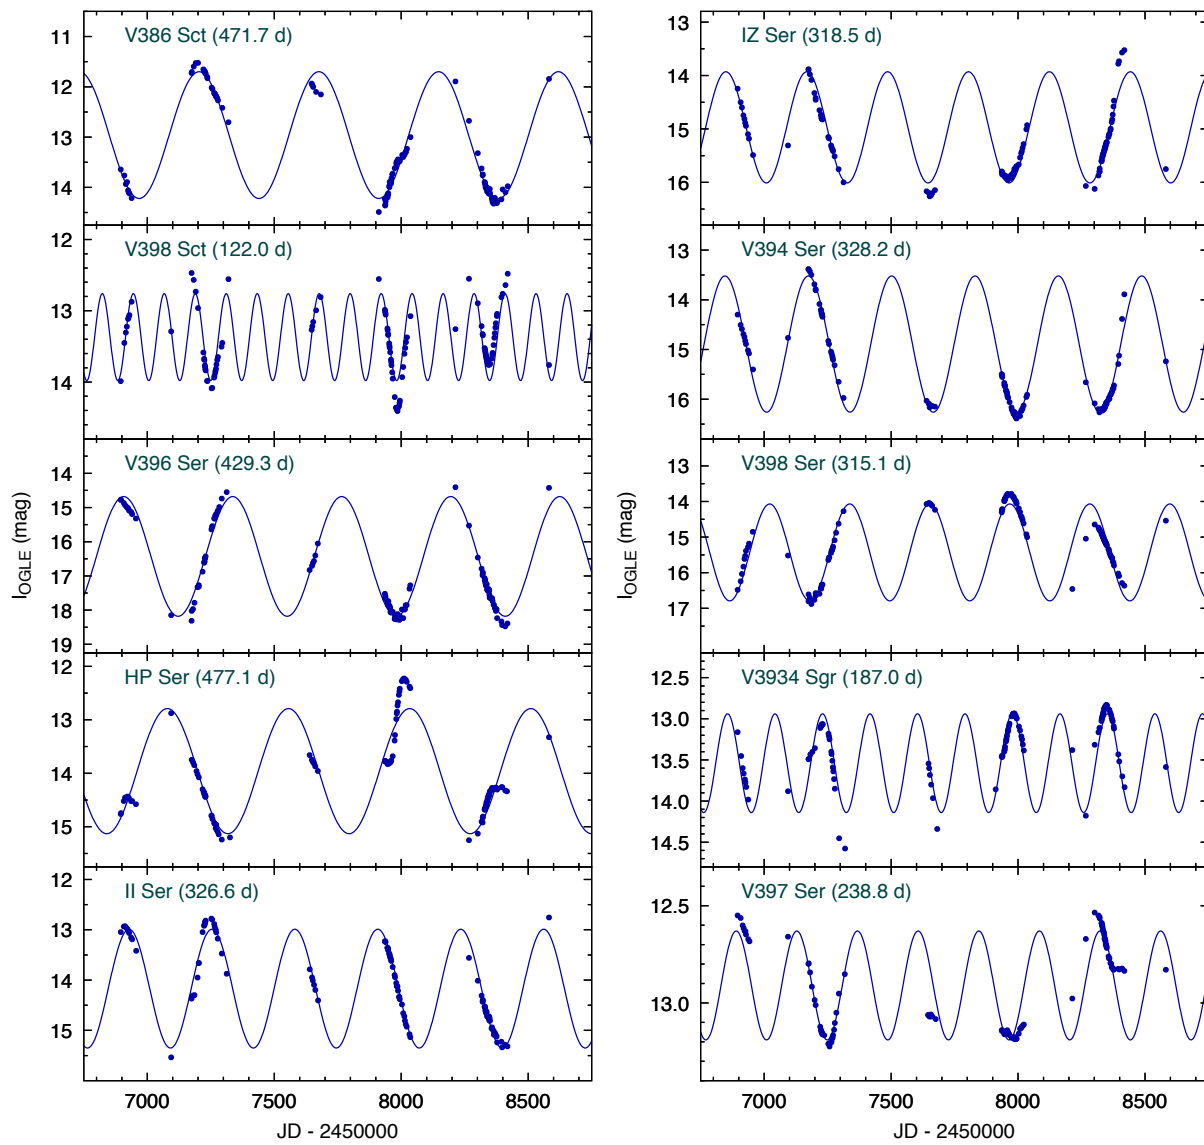 V386 Sct (471.7 d)
11
12
13
14
V398 Sct (122.0 d)
12
13
14
V396 Ser (429.3 d)
14
15
16
17
18
19
HP Ser (477.1 d)
12
13
14
15
II Ser (326.6 d)
12
13
14
15
I_OGLE (mag)
7000 7500 8000 8500
JD - 2450000
IZ Ser (318.5 d)
13
14
15
16
V394 Ser (328.2 d)
13
14
15
16
V398 Ser (315.1 d)
13
14
15
16
17
V3934 Sgr (187.0 d)
12.5
13.0
13.5
14.0
14.5
V397 Ser (238.8 d)
12.5
13.0
I_OGLE (mag)
7000 7500 8000 8500
JD - 2450000